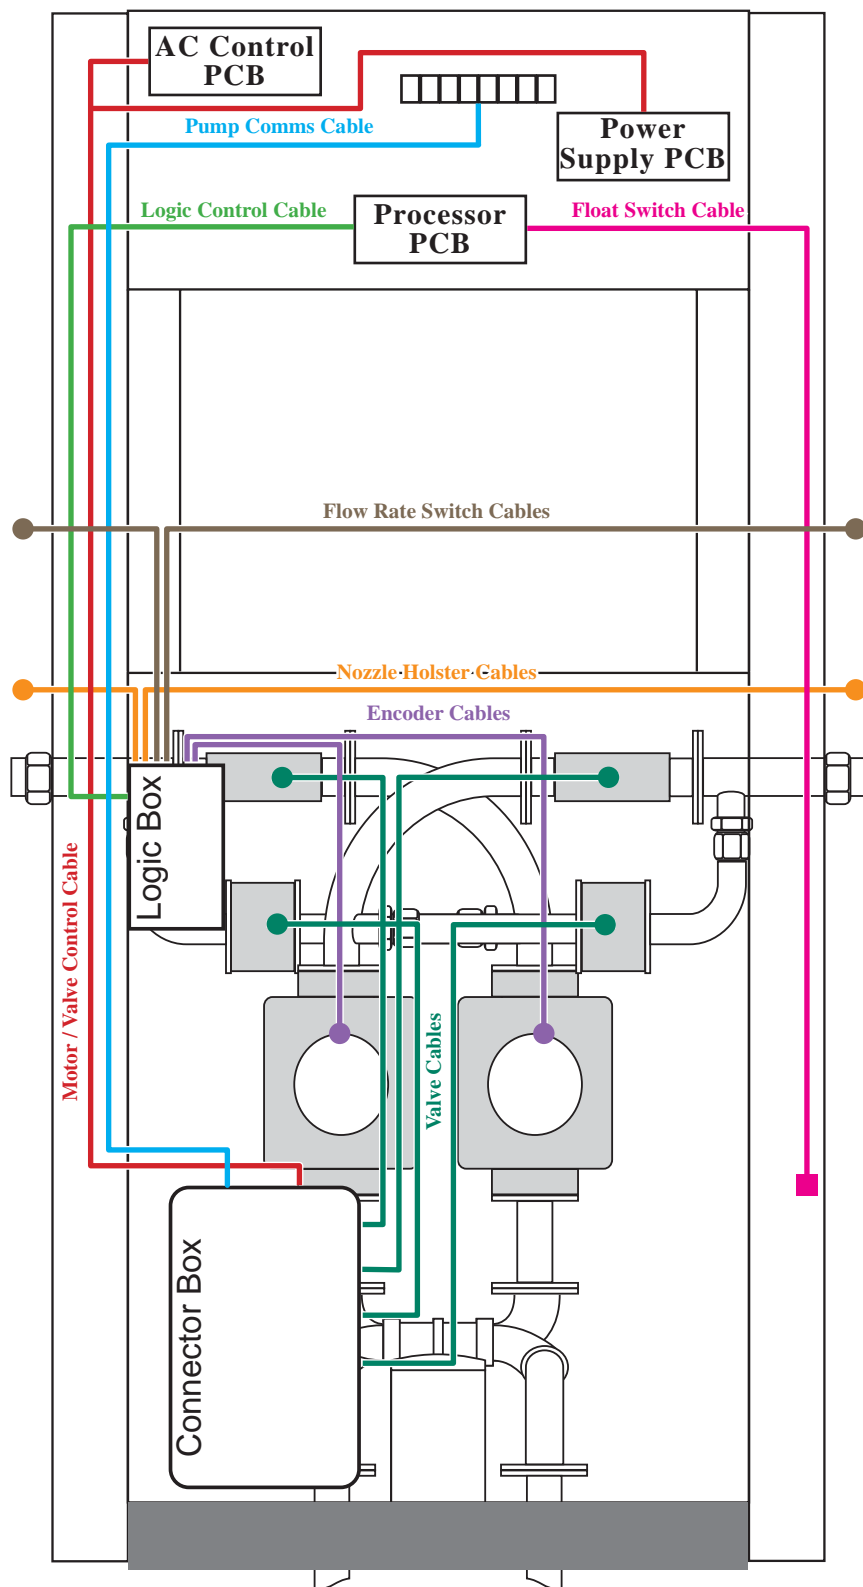 AC Control
PCB
Pump Comms Cable
Power
Supply PCB
Logic Control Cable
Processor
PCB
Float Switch Cable
Flow Rate Switch Cables
Nozzle Holster Cables
Encoder Cables
Logic Box
Motor / Valve Control Cable
Valve Cables
Connector Box